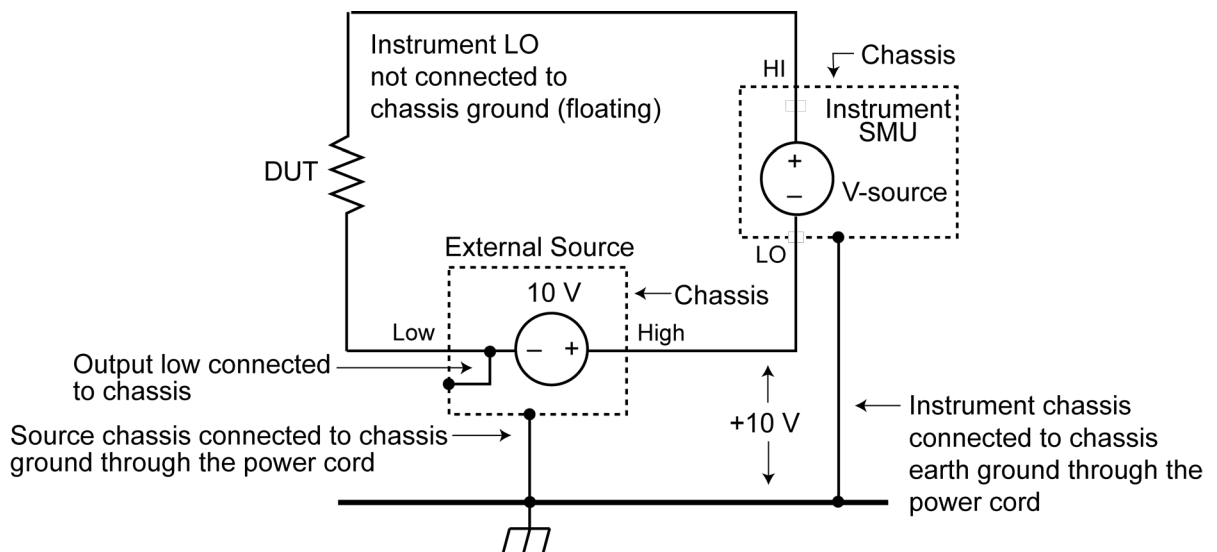 Instrument LO
not connected to
chassis ground (floating)
Chassis
HI
Instrument
SMU
+
−
V-source
LO
DUT
External Source
10 V
Chassis
Low
− +
High
Output low connected
to chassis
Source chassis connected to chassis
ground through the power cord
+10 V
Instrument chassis
connected to chassis
earth ground through the
power cord